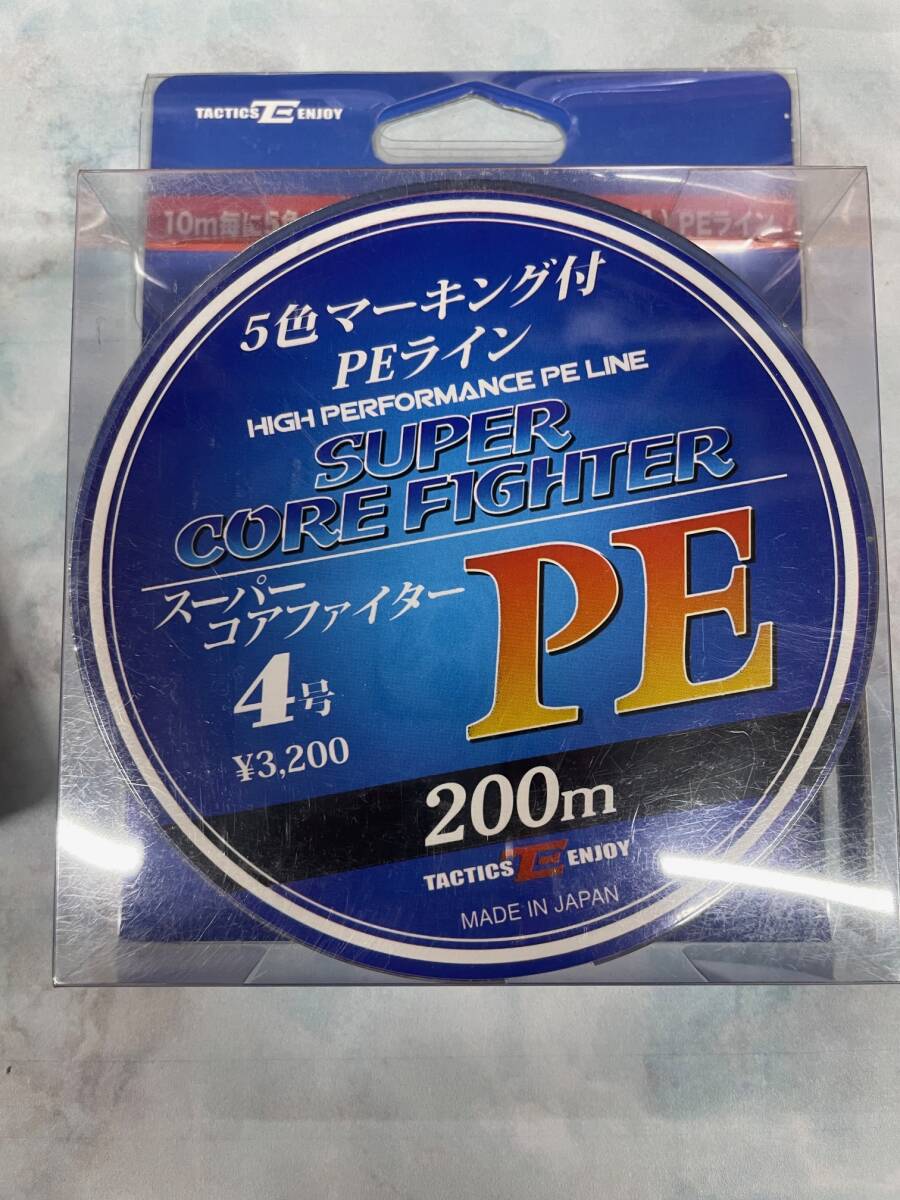 TACTICS TE ENJOY
10m毎に5色 PEライン
5色マーキング付
PEライン
HIGH PERFORMANCE PE LINE
SUPER
CORE FIGHTER
スーパー
コアファイター
PE
4号
¥3,200
200m
TACTICS TE ENJOY
MADE IN JAPAN